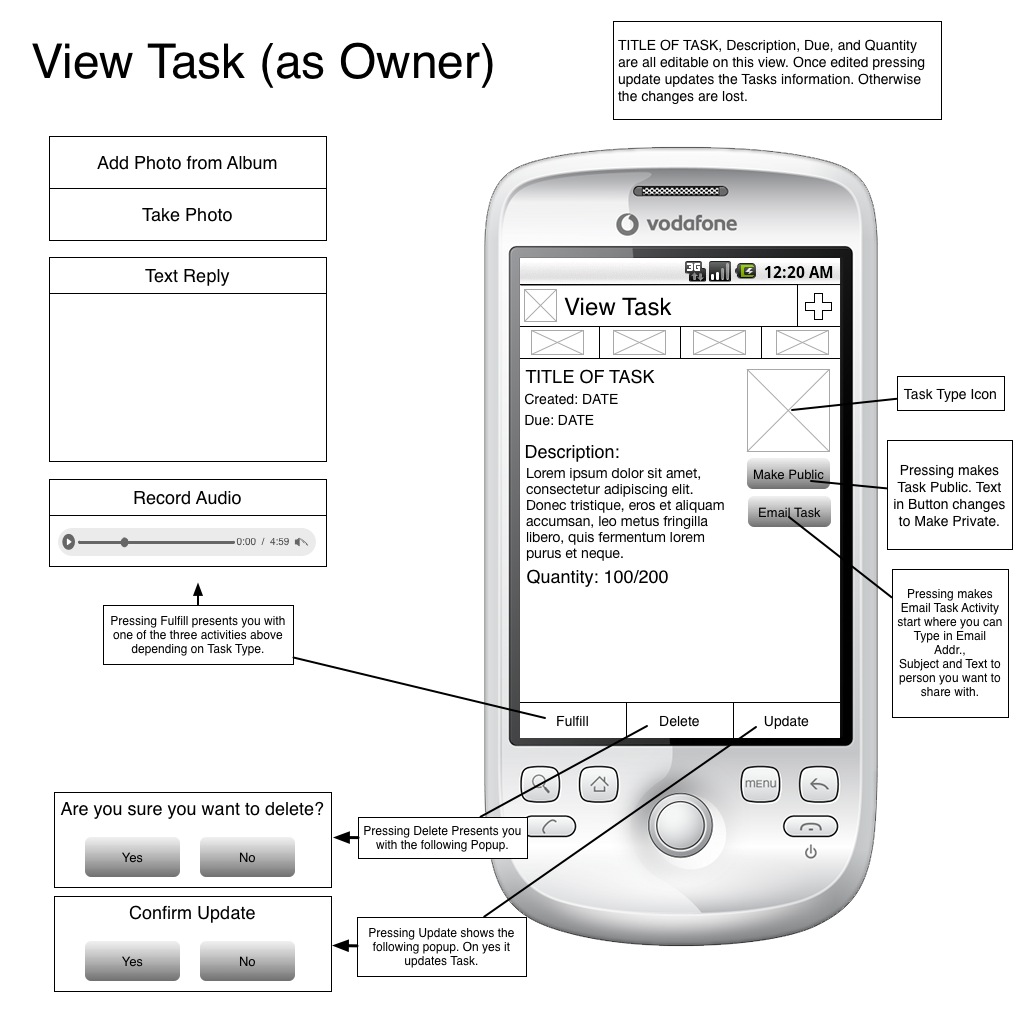 View Task (as Owner)
TITLE OF TASK, Description, Due, and Quantity
are all editable on this view. Once edited pressing
update updates the Tasks information. Otherwise
the changes are lost.
Add Photo from Album
Take Photo
Text Reply
Record Audio
0:00 / 4:59
Pressing Fulfill presents you with
one of the three activities above
depending on Task Type.
Are you sure you want to delete?
Yes
No
Confirm Update
Yes
No
Pressing Delete Presents you
with the following Popup.
Pressing Update shows the
following popup. On yes it
updates Task.
vodafone
3G
12:20 AM
View Task
TITLE OF TASK
Created: DATE
Due: DATE
Description:
Lorem ipsum dolor sit amet,
consectetur adipiscing elit.
Donec tristique, eros et aliquam
accumsan, leo metus fringilla
libero, quis fermentum lorem
purus et neque.
Quantity: 100/200
Make Public
Email Task
Fulfill
Delete
Update
MENU
Task Type Icon
Pressing makes
Task Public. Text
in Button changes
to Make Private.
Pressing makes
Email Task Activity
start where you can
Type in Email
Addr.,
Subject and Text to
person you want to
share with.